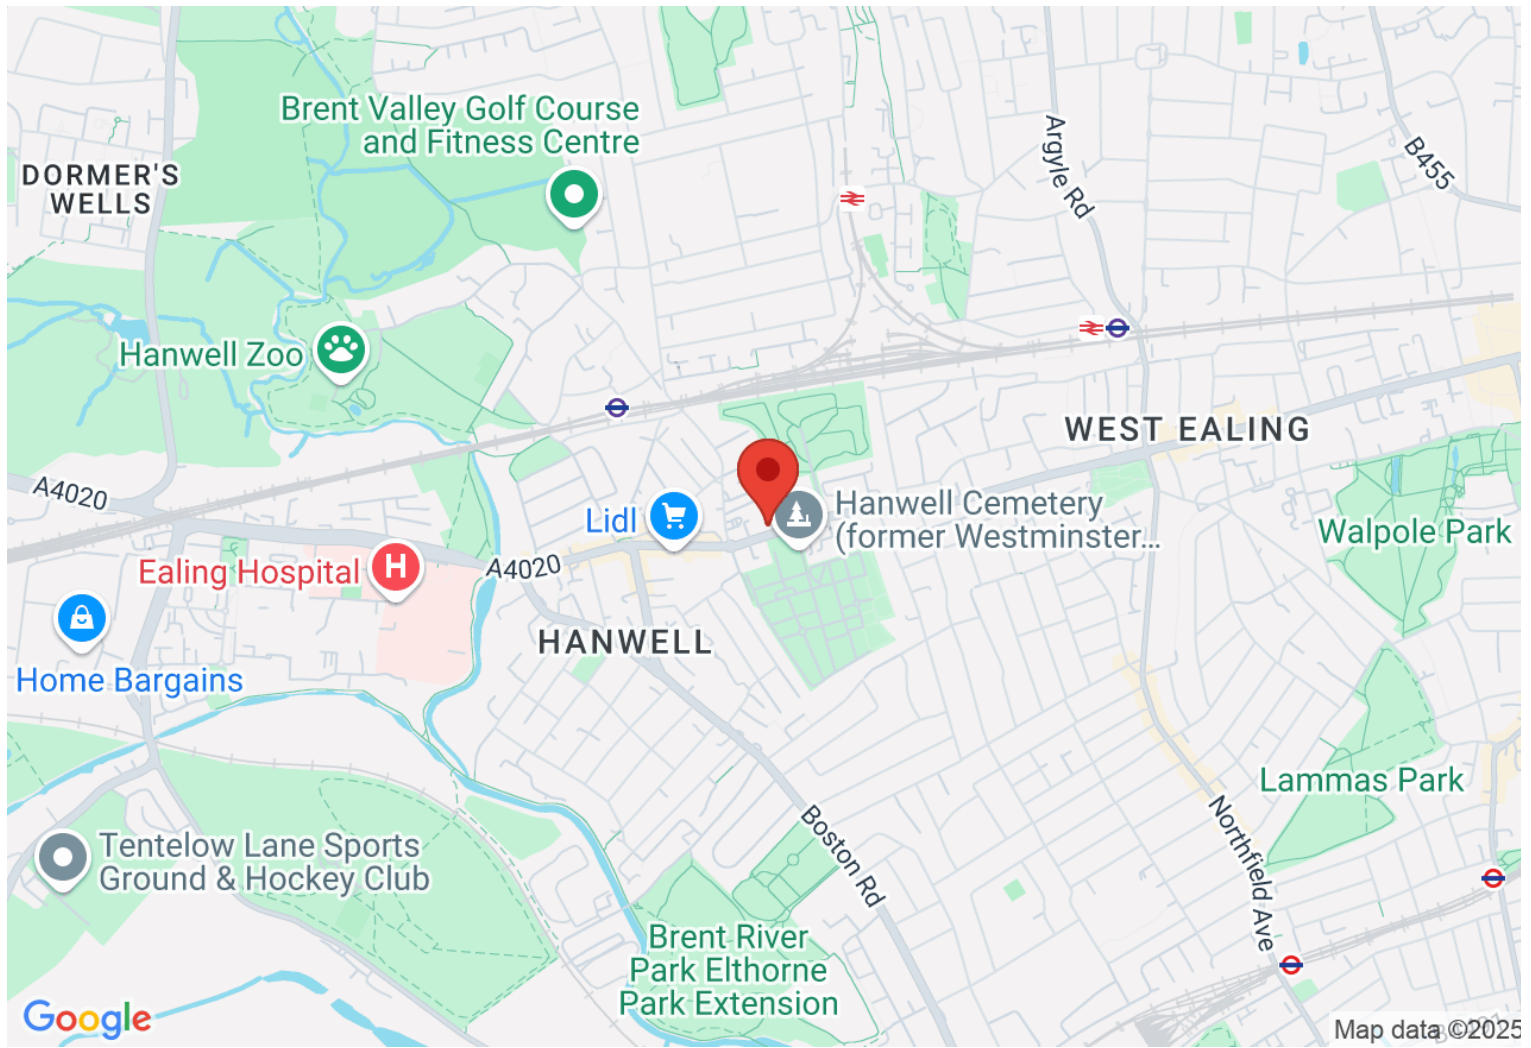 Brent Valley Golf Course
and Fitness Centre
DORMER'S
WELLS
Argyle Rd
B455
Hanwell Zoo
WEST EALING
A4020
Lidl
Hanwell Cemetery
(former Westminster...
Walpole Park
Ealing Hospital
H
A4020
HANWELL
Home Bargains
Lammas Park
Tentelow Lane Sports
Ground & Hockey Club
Boston Rd
Northfield Ave
Brent River
Park Elthorne
Park Extension
Google
Map data ©2025